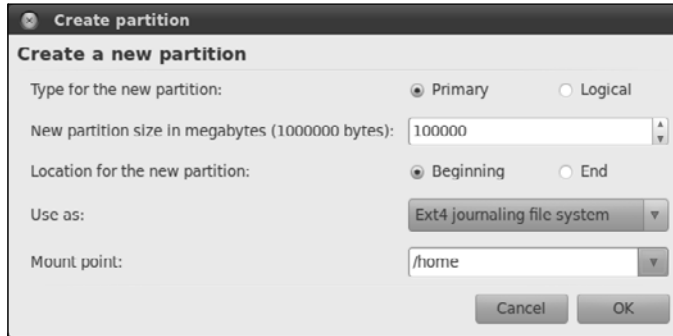 Create partition
Create a new partition
Type for the new partition: Primary Logical
New partition size in megabytes (1000000 bytes): 100000
Location for the new partition: Beginning End
Use as: Ext4 journaling file system
Mount point: /home
Cancel OK